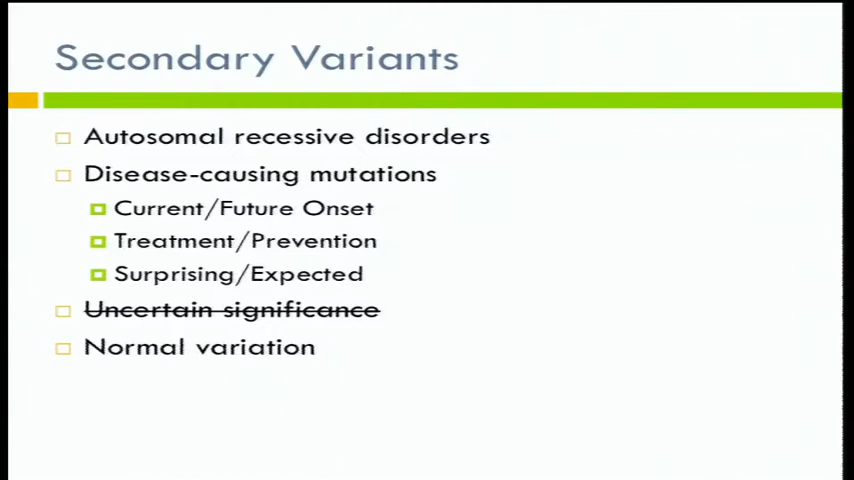 Secondary Variants
Autosomal recessive disorders
Disease-causing mutations
Current/Future Onset
Treatment/Prevention
Surprising/Expected
Uncertain significance
Normal variation